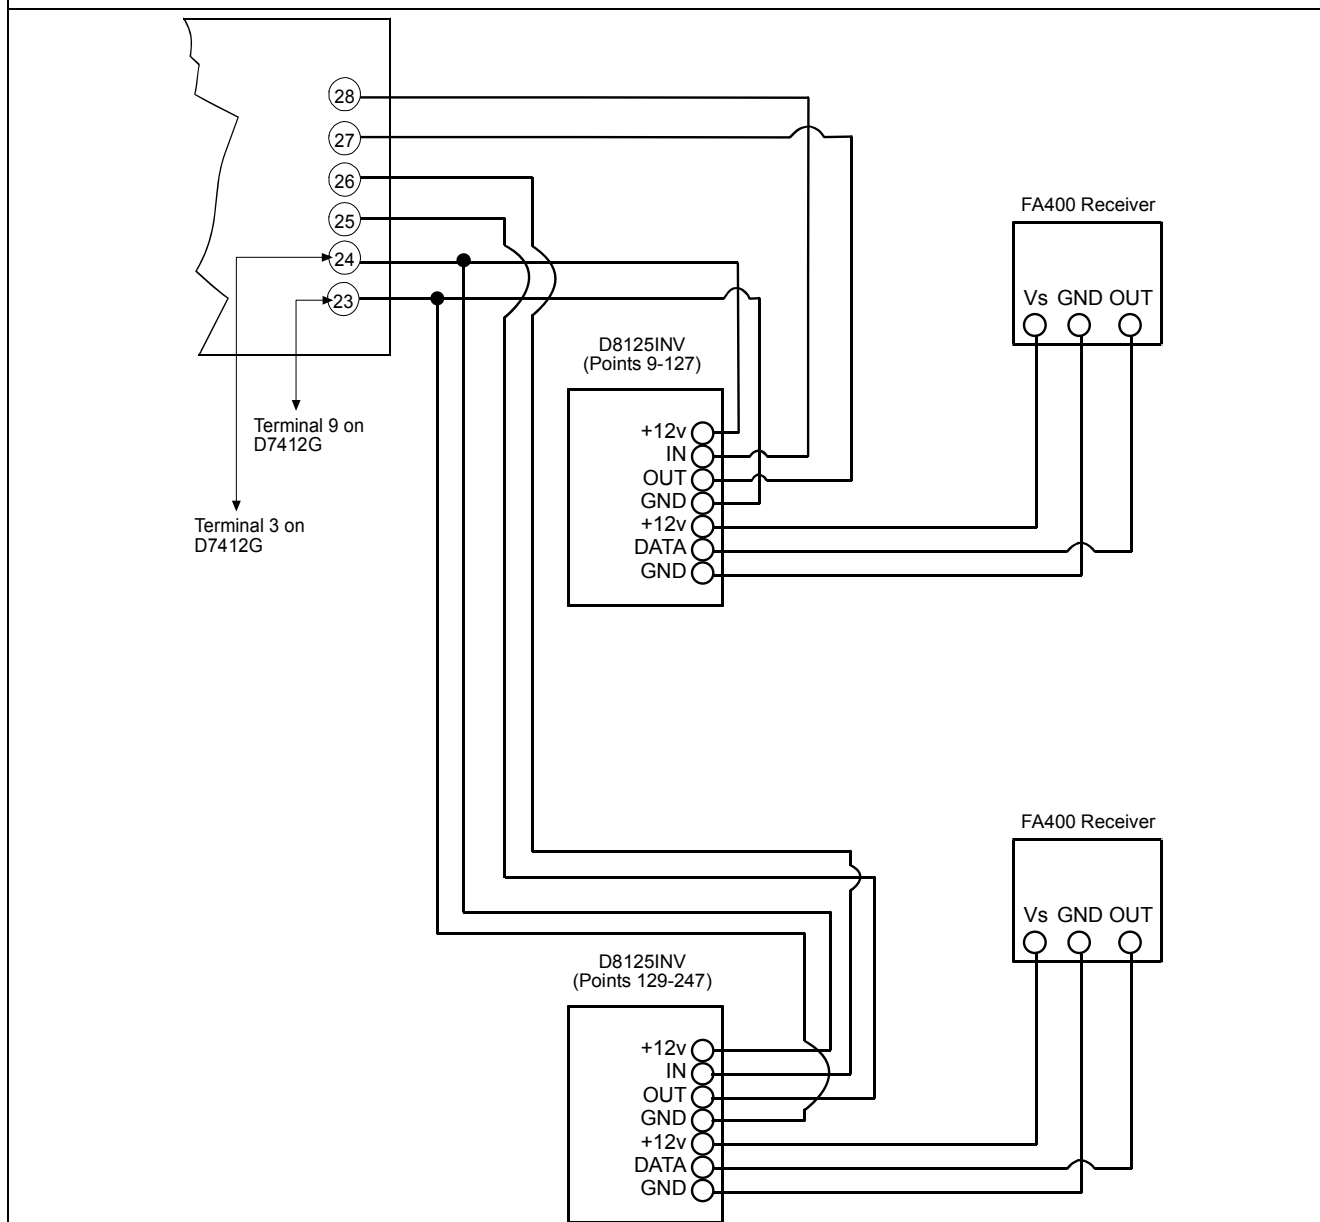 28
27
26
25
24
23
Terminal 9 on
D7412G
Terminal 3 on
D7412G
D8125INV
(Points 9-127)
+12v
IN
OUT
GND
+12v
DATA
GND
FA400 Receiver
Vs GND OUT
D8125INV
(Points 129-247)
+12v
IN
OUT
GND
+12v
DATA
GND
FA400 Receiver
Vs GND OUT